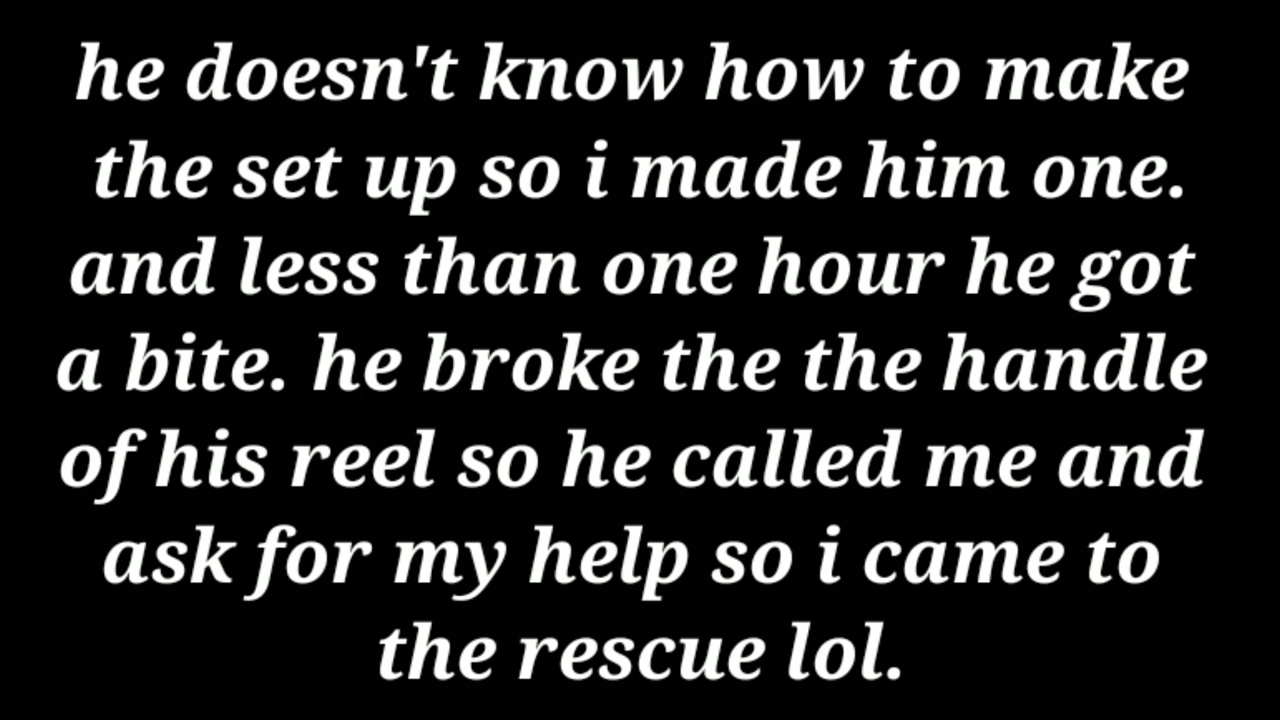 he doesn't know how to make
the set up so i made him one.
and less than one hour he got
a bite. he broke the the handle
of his reel so he called me and
ask for my help so i came to
the rescue lol.